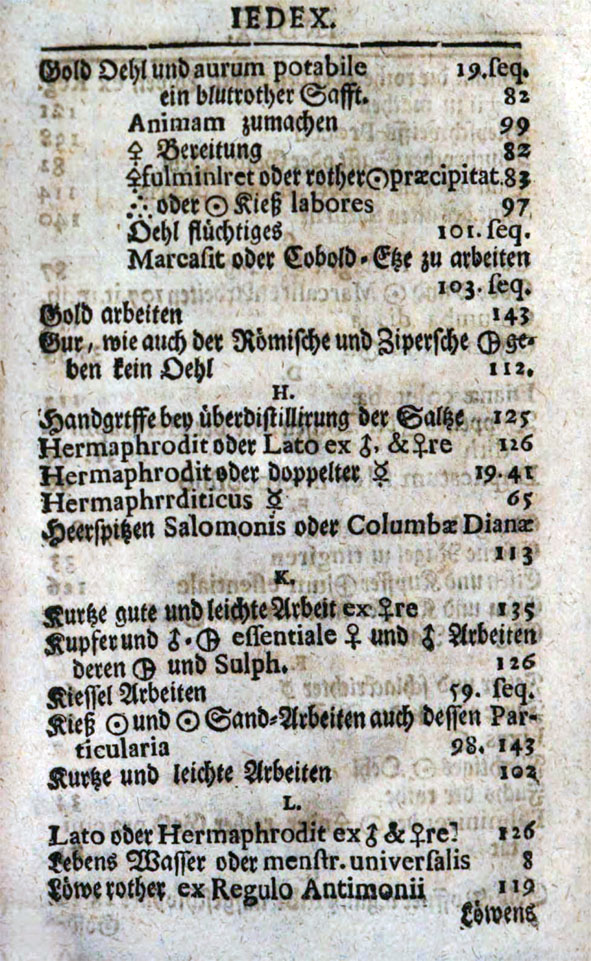 IEDEX.
Gold Oehl und aurum potabile 19. seq.
ein blutrother Safft. 82
Animam zumachen 99
♀ Bereitung 82
♀fulminlret oder rother☉præcipitat. 83
∴ oder ☉ Kieß labores 97
Oehl flüchtiges 101. seq.
Marcasit oder Cobold-Etze zu arbeiten
103. seq.
Gold arbeiten 143
Gur, wie auch der Römische und Zipersche 🜖 ge-
ben kein Oehl 112.
H.
Handgrtffe bey überdistillirung der Saltze 125
Hermaphrodit oder Lato ex ♂, & ♀re 126
Hermaphrodit oder doppelter ☿ 19. 41
Hermaphrrditicus ☿ 65
Heerspitzen Salomonis oder Columbæ Dianæ
113
K.
Kurtze gute und leichte Arbeit ex ♀re 135
Kupfer und ♂-🜖 essentiale ♀ und ♂ Arbeiten
deren 🜖 und Sulph. 126
Kiessel Arbeiten 59. seq.
Kieß ☉ und ☉ Sand-Arbeiten auch dessen Par-
ticularia 98. 143
Kurtze und leichte Arbeiten 102
L.
Lato oder Hermaphrodit ex ♂ & ♀re] 126
Lebens Wasser oder menstr. universalis 8
Löwe rother ex Regulo Antimonii 119
Löwens